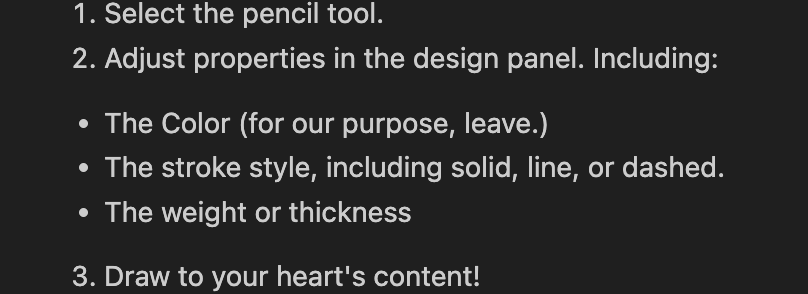 1. Select the pencil tool.
2. Adjust properties in the design panel. Including:
• The Color (for our purpose, leave.)
• The stroke style, including solid, line, or dashed.
• The weight or thickness
3. Draw to your heart's content!